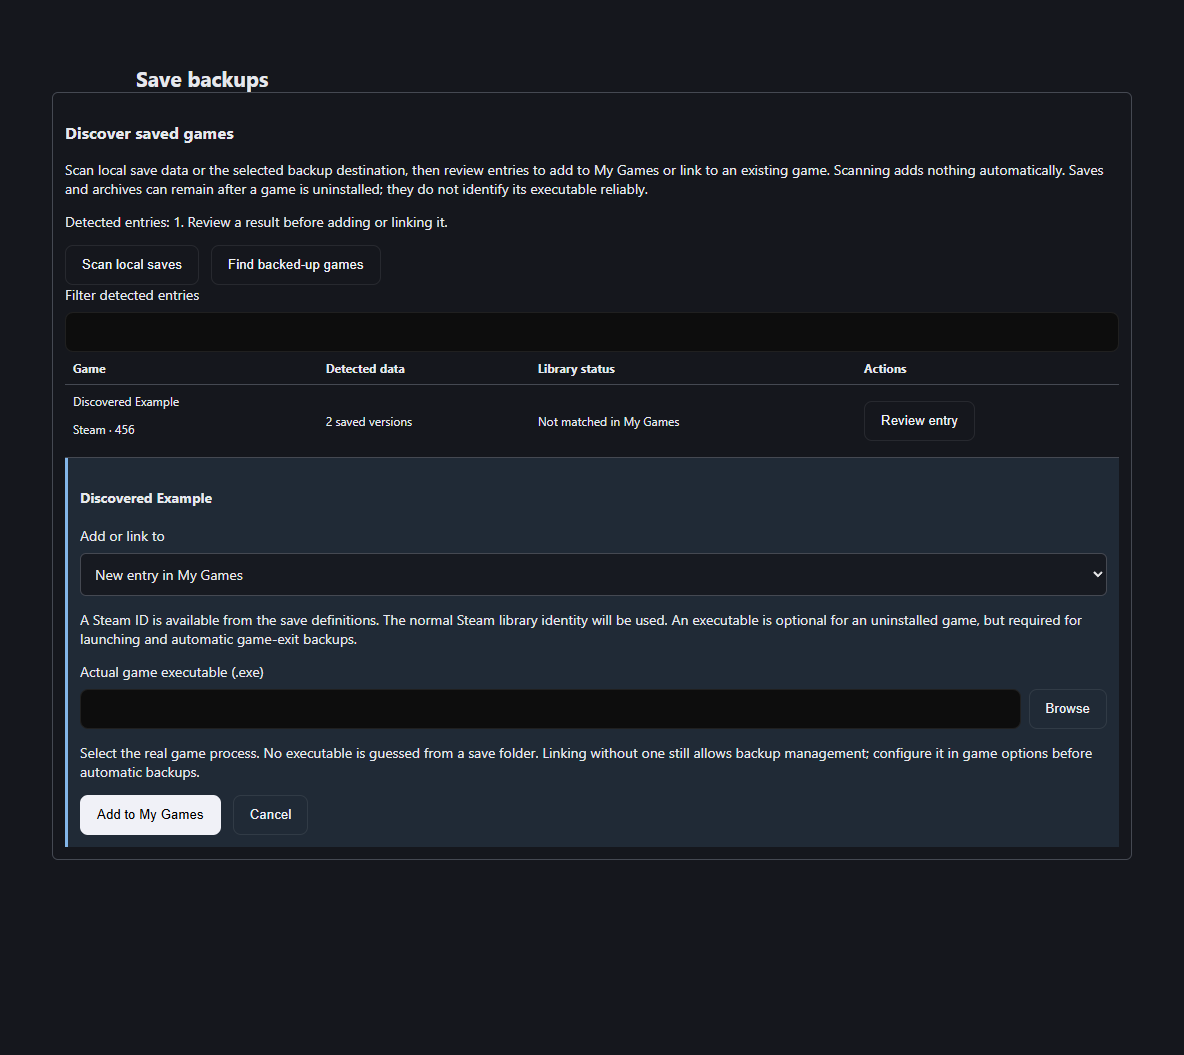 Save backups
Discover saved games
Scan local save data or the selected backup destination, then review entries to add to My Games or link to an existing game. Scanning adds nothing automatically. Saves
and archives can remain after a game is uninstalled; they do not identify its executable reliably.
Detected entries: 1. Review a result before adding or linking it.
Scan local saves Find backed-up games
Filter detected entries
Game Detected data Library status Actions
Discovered Example
Steam · 456
2 saved versions Not matched in My Games Review entry
Discovered Example
Add or link to
New entry in My Games
A Steam ID is available from the save definitions. The normal Steam library identity will be used. An executable is optional for an uninstalled game, but required for
launching and automatic game-exit backups.
Actual game executable (.exe)
Browse
Select the real game process. No executable is guessed from a save folder. Linking without one still allows backup management; configure it in game options before
automatic backups.
Add to My Games Cancel